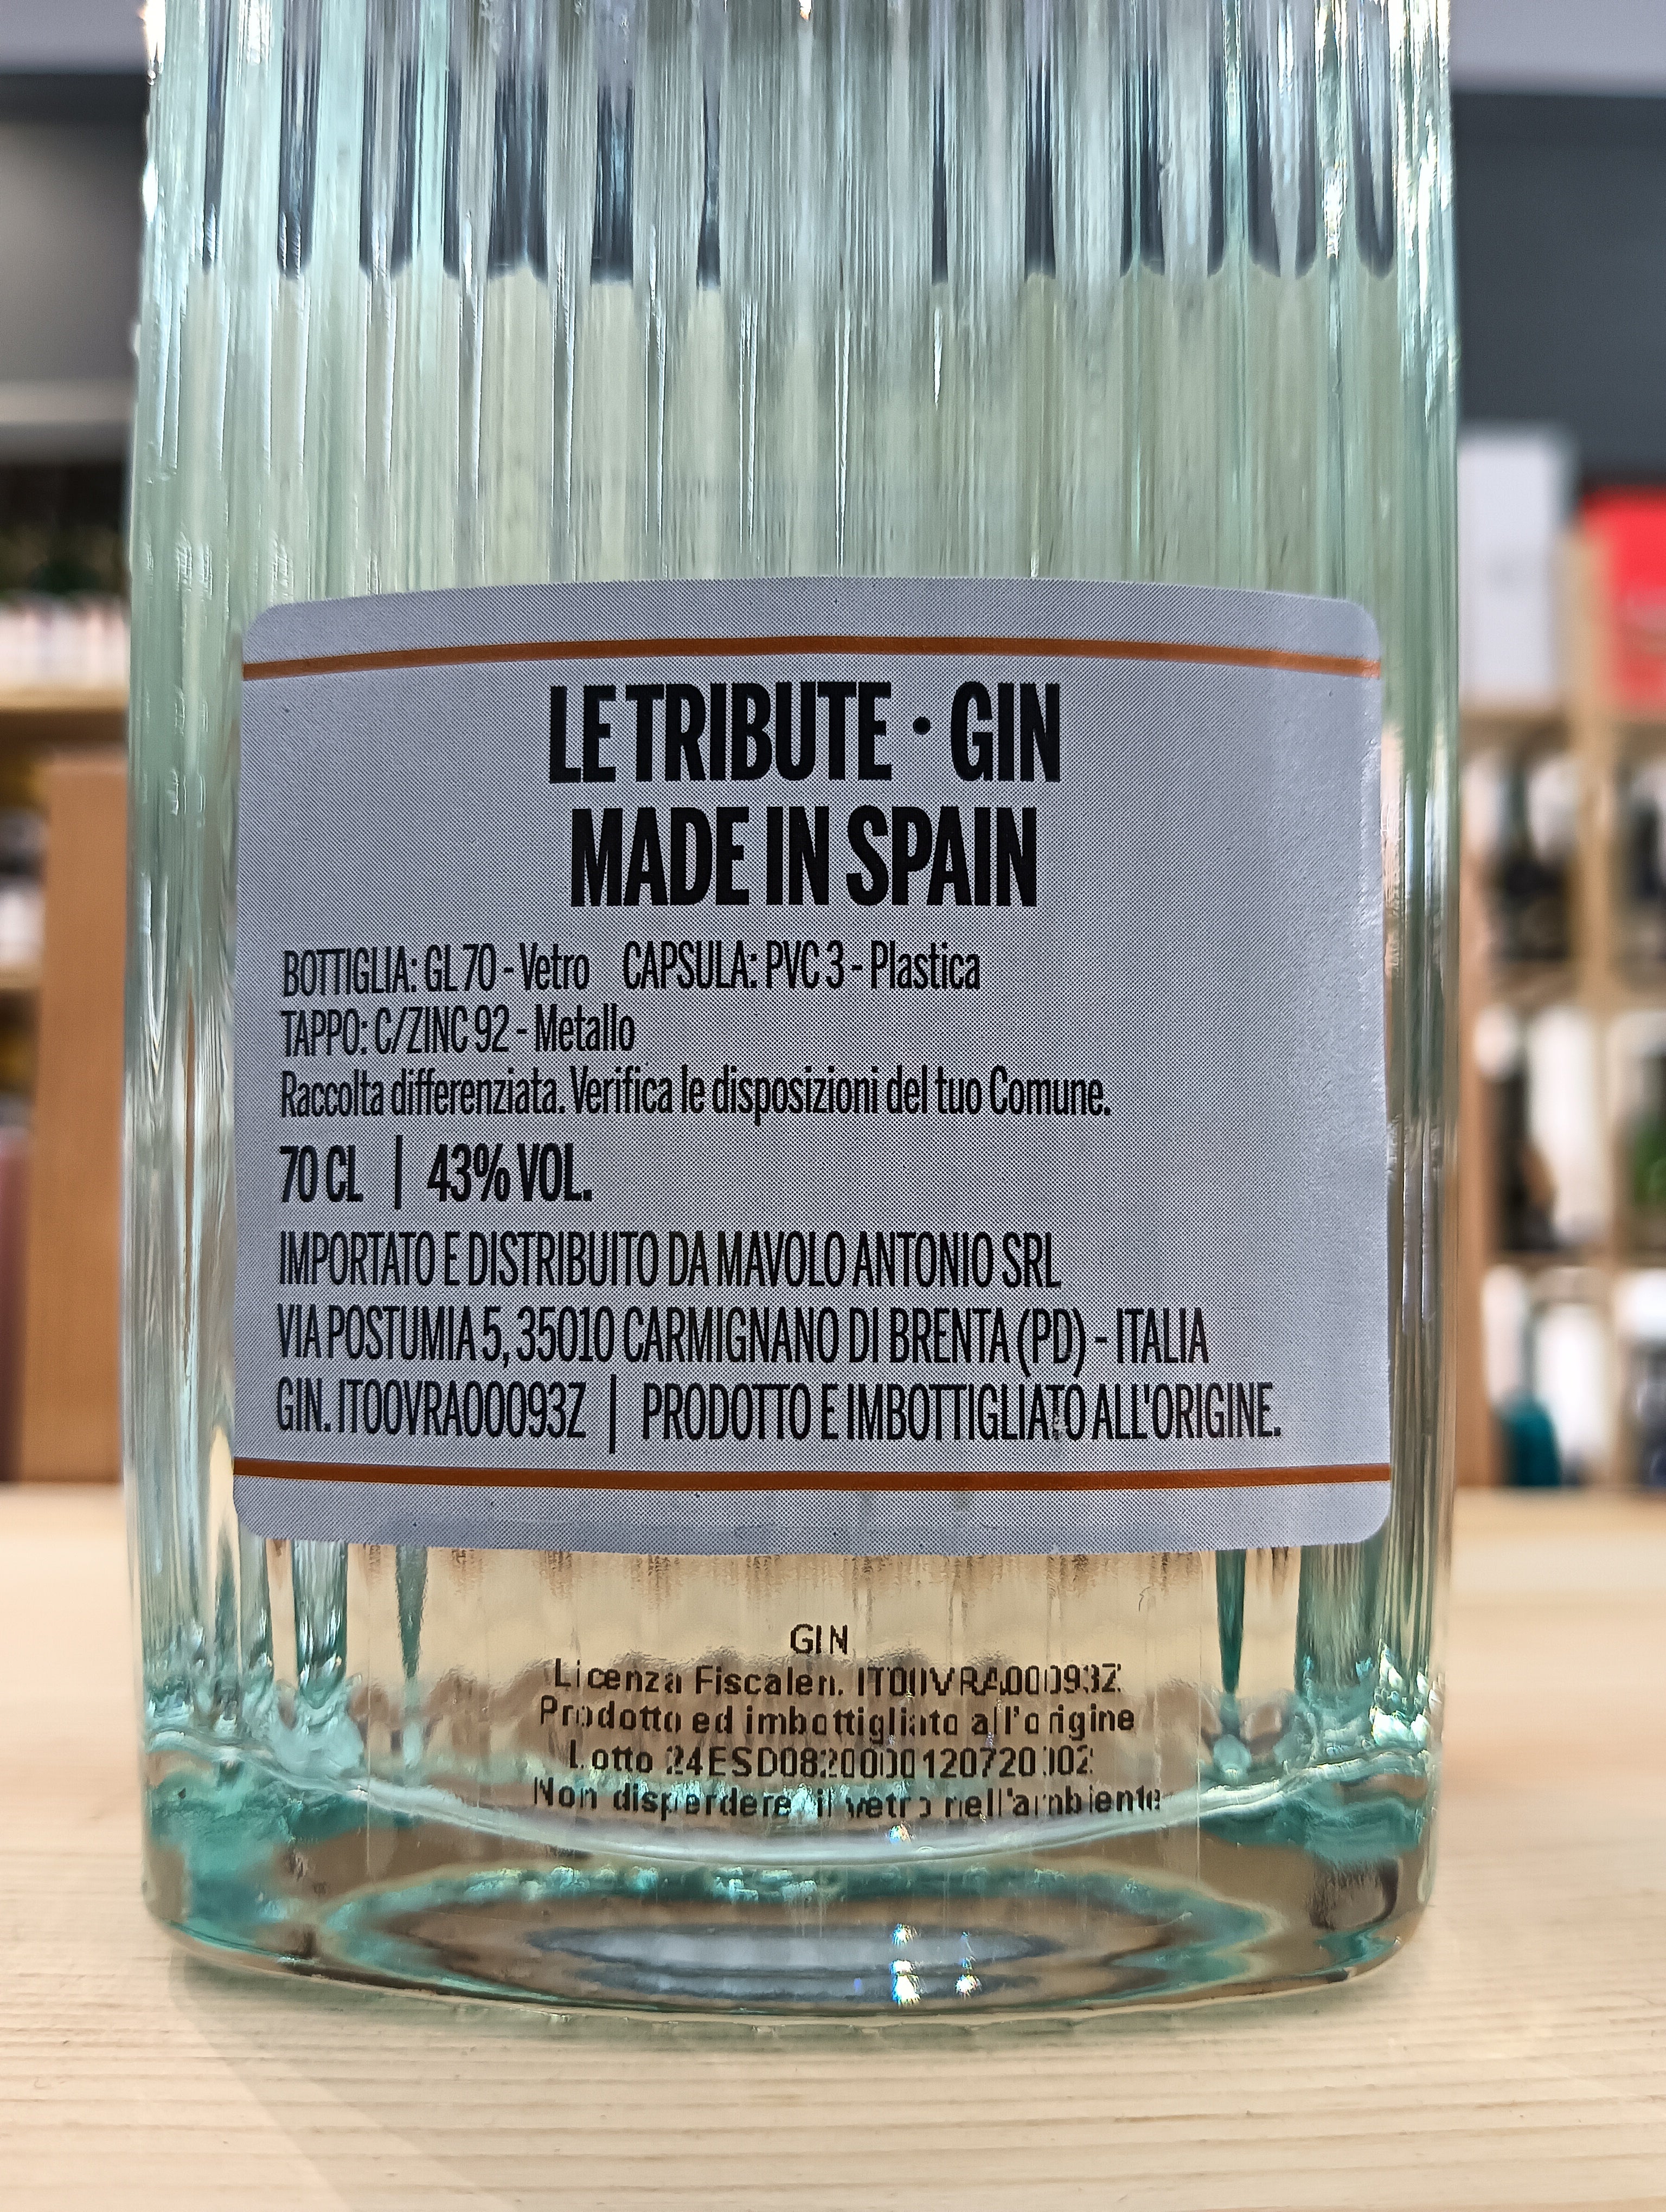 LE TRIBUTE · GIN
MADE IN SPAIN
BOTTIGLIA: GL 70 - Vetro CAPSULA: PVC 3 - Plastica
TAPPO: C/ZINC 92 - Metallo
Raccolta differenziata. Verifica le disposizioni del tuo Comune.
70 CL | 43% VOL.
IMPORTATO E DISTRIBUITO DA MAVOLO ANTONIO SRL
VIA POSTUMIA 5, 35010 CARMIGNANO DI BRENTA (PD) - ITALIA
GIN. IT00VRA00093Z | PRODOTTO E IMBOTTIGLIATO ALL'ORIGINE.
GIN
Licenza Fiscale n. IT00VRA00093Z
Prodotto ed imbottigliato all'origine
Lotto
Non disperdere il vetro nell'ambiente